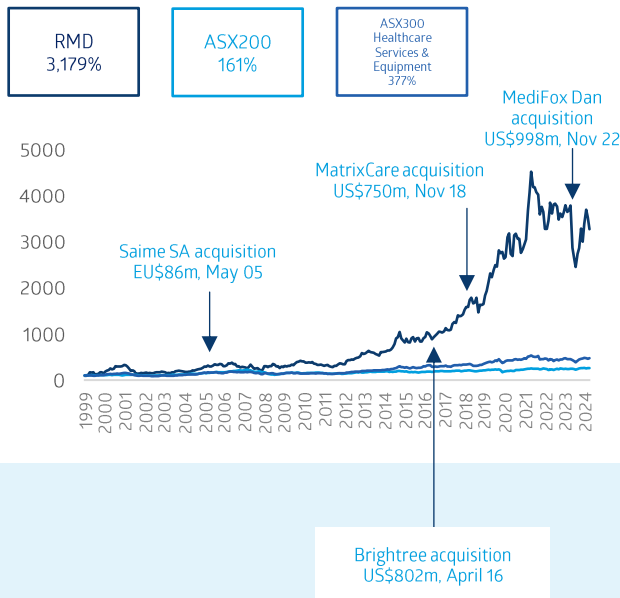 RMD
3,179%
ASX200
161%
ASX300
Healthcare
Services &
Equipment
377%
MediFox Dan
acquisition
US$998m, Nov 22
MatrixCare acquisition
US$750m, Nov 18
Saime SA acquisition
EU$86m, May 05
5000
4000
3000
2000
1000
0
1999
2000
2001
2002
2003
2004
2005
2006
2007
2008
2009
2010
2011
2012
2013
2014
2015
2016
2017
2018
2019
2020
2021
2022
2023
2024
Brightree acquisition
US$802m, April 16